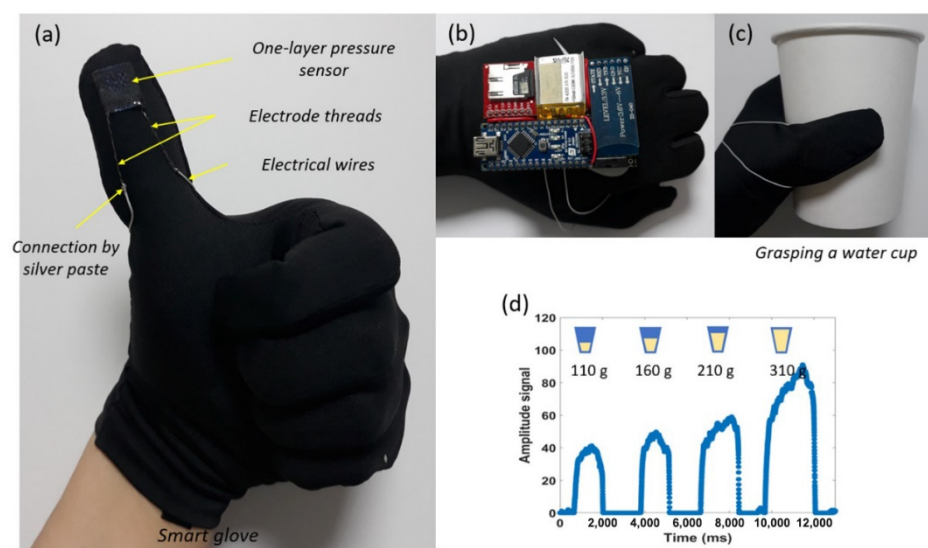 (a)
One-layer pressure
sensor
Electrode threads
Electrical wires
Connection by
silver paste
Smart glove
(b)
(c)
Grasping a water cup
(d)
120
100
80
60
40
20
0
110 g
160 g
210 g
310 g
0
2,000
4,000
6,000
8,000
10,000
12,000
Amplitude signal
Time (ms)